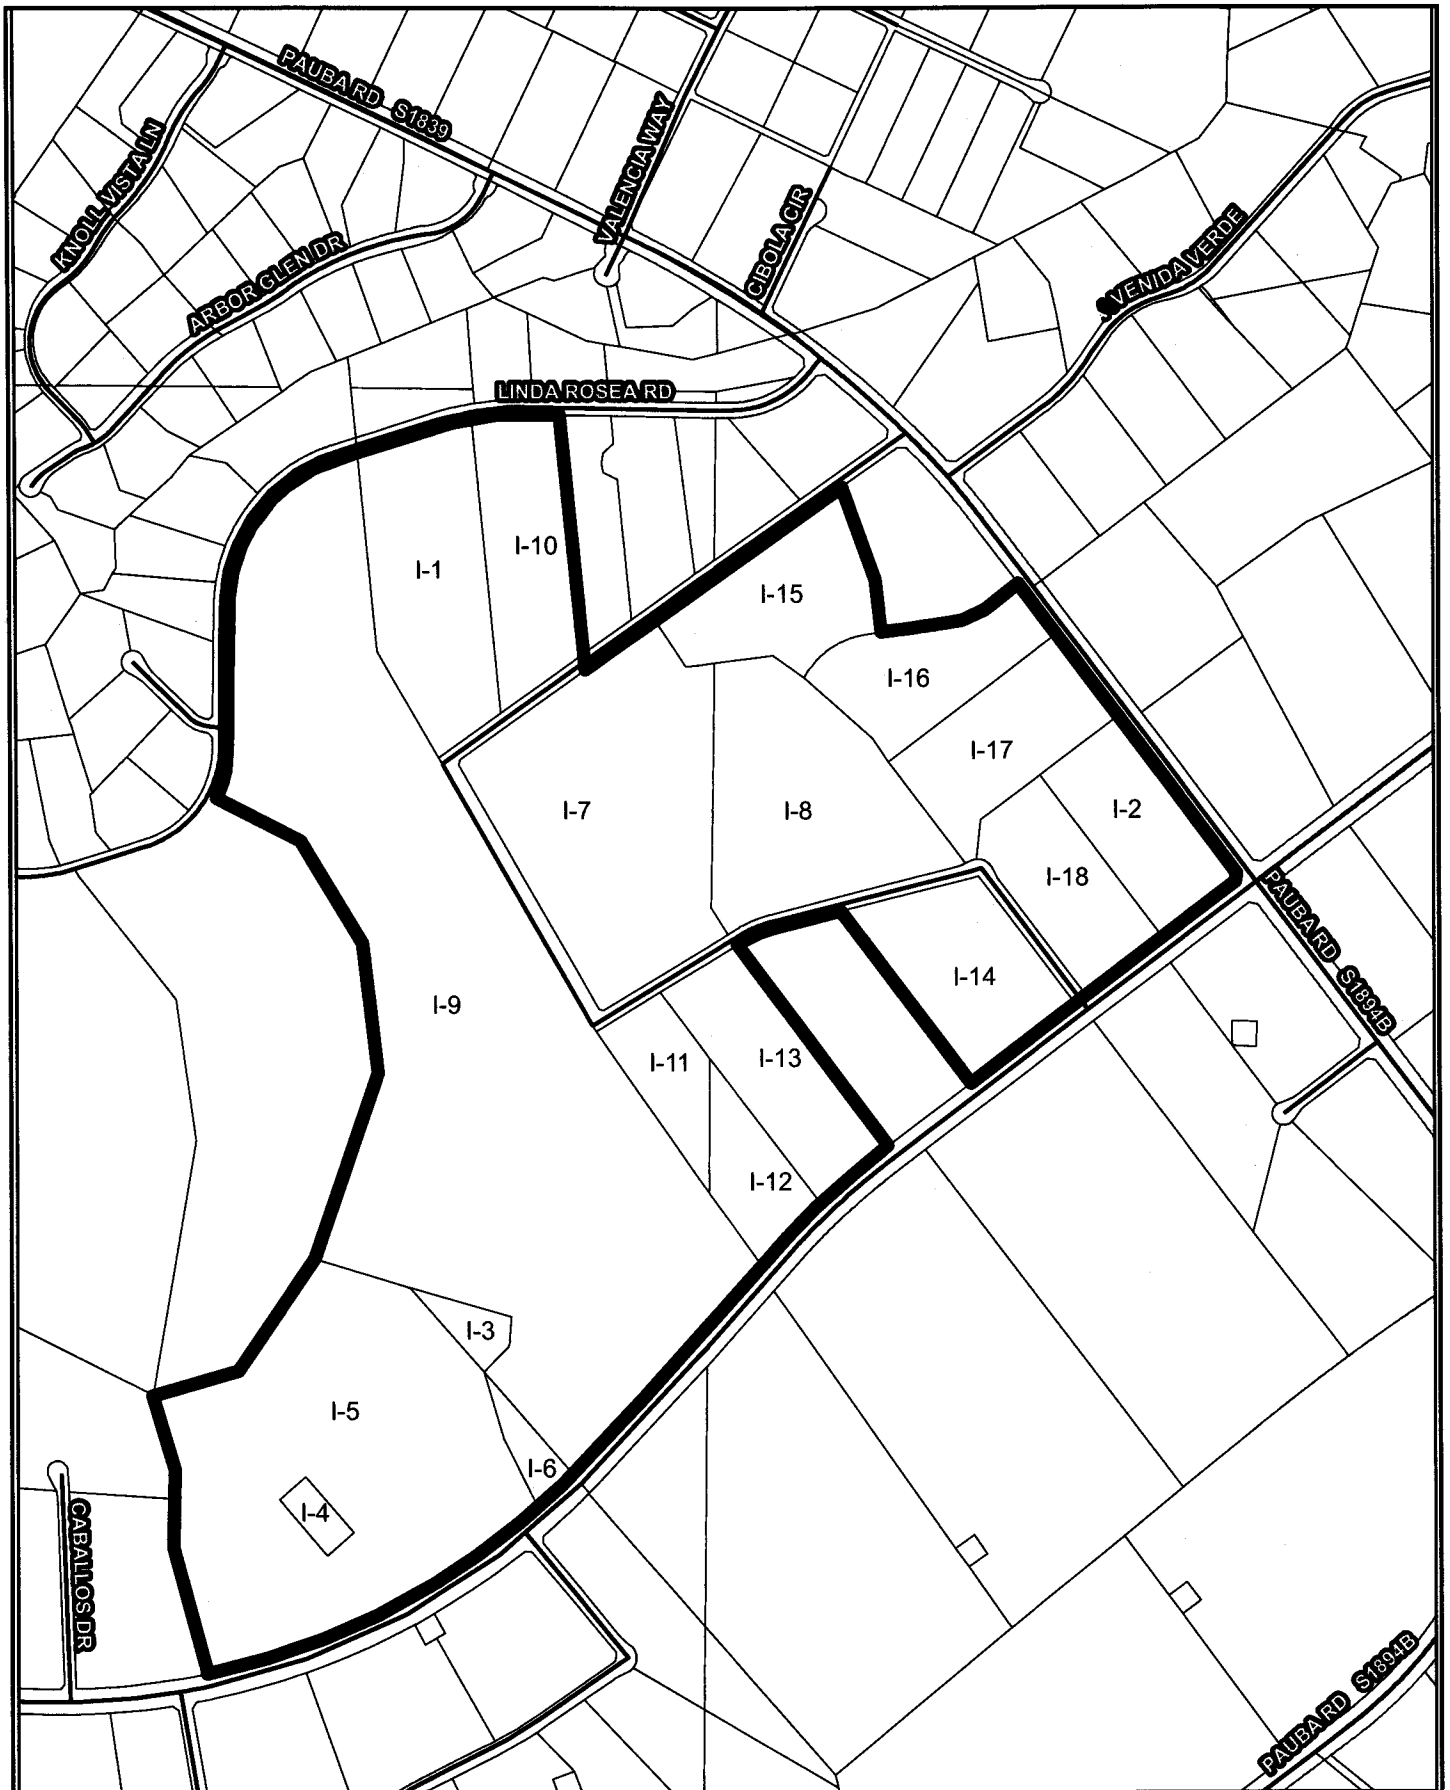 PAUBA RD S1839
VALENCIA WAY
KNOLL VISTA LN
CIBOLA CIR
ARBOR GLEN DR
VENIDA VERDE
LINDA ROSEA RD
I-10
I-1
I-15
I-16
I-17
I-7
I-8
I-2
I-18
PAUBA RD S1894B
I-14
I-9
I-11
I-13
I-12
I-3
I-5
I-6
I-4
CABALLOS DR
PAUBA RD S1894B